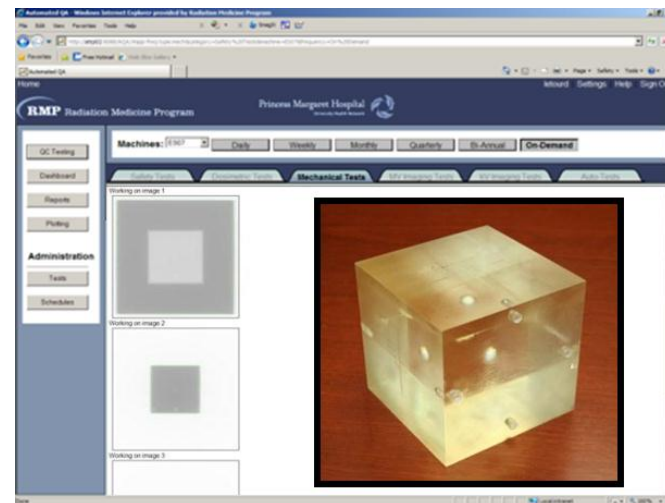 Automated QA - Windows Internet Explorer provided by Radiation Medicine Program
File Edit View Favorites Tools Help
Favorites
Automated QA
Home
Settings Help
RMP Radiation Medicine Program
Princess Margaret Hospital
University Health Network
QC Testing
Dashboard
Reports
Plotting
Administration
Tests
Schedules
Machines:
Daily Weekly Monthly Quarterly Bi-Annual On-Demand
Safety Tests Dosimetric Tests Mechanical Tests MV Imaging Tests kV Imaging Tests Auto Tests
Working on image 1
Working on image 2
Working on image 3
Done